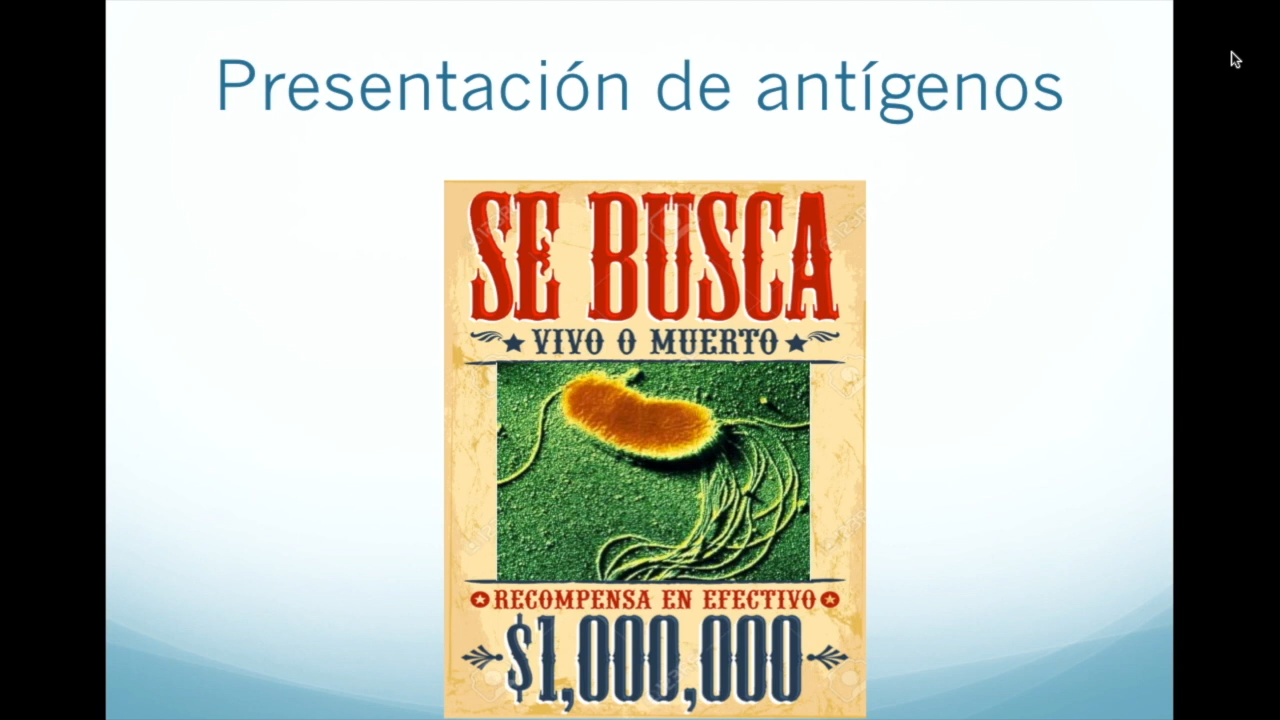 Presentación de antígenos
SE BUSCA
VIVO O MUERTO
RECOMPENSA EN EFECTIVO
$1,000,000